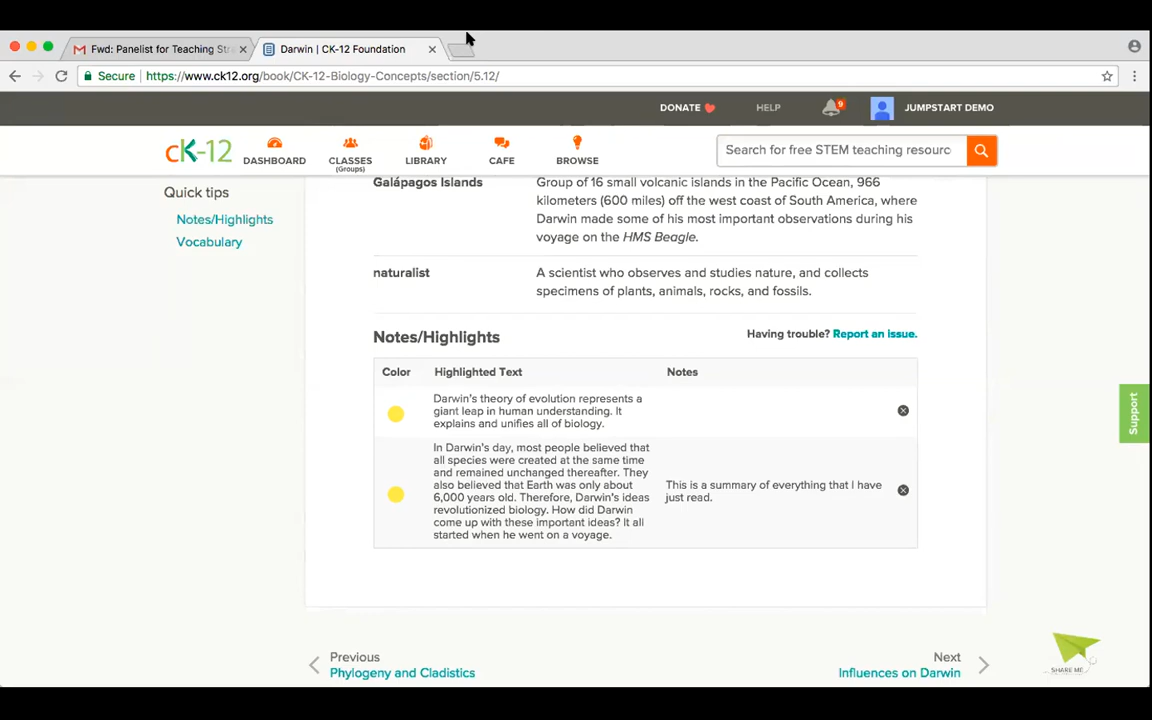 Fwd: Panelist for Teaching Str
Darwin | CK-12 Foundation
Secure https://www.ck12.org/book/CK-12-Biology-Concepts/section/5.12/
DONATE HELP 9 JUMPSTART DEMO
cK-12 DASHBOARD CLASSES LIBRARY CAFE BROWSE Search for free STEM teaching resourc
(Groups)
Quick tips
Notes/Highlights
Vocabulary
Galápagos Islands Group of 16 small volcanic islands in the Pacific Ocean, 966
kilometers (600 miles) off the west coast of South America, where
Darwin made some of his most important observations during his
voyage on the HMS Beagle.
naturalist A scientist who observes and studies nature, and collects
specimens of plants, animals, rocks, and fossils.
Notes/Highlights Having trouble? Report an issue.
Color Highlighted Text Notes
Darwin's theory of evolution represents a
giant leap in human understanding. It
explains and unifies all of biology.
In Darwin's day, most people believed that
all species were created at the same time
and remained unchanged thereafter. They
also believed that Earth was only about
6,000 years old. Therefore, Darwin's ideas
revolutionized biology. How did Darwin
come up with these important ideas? It all
started when he went on a voyage.
This is a summary of everything that I have
just read.
Support
Previous
Phylogeny and Cladistics
Next
Influences on Darwin
SHARE ME